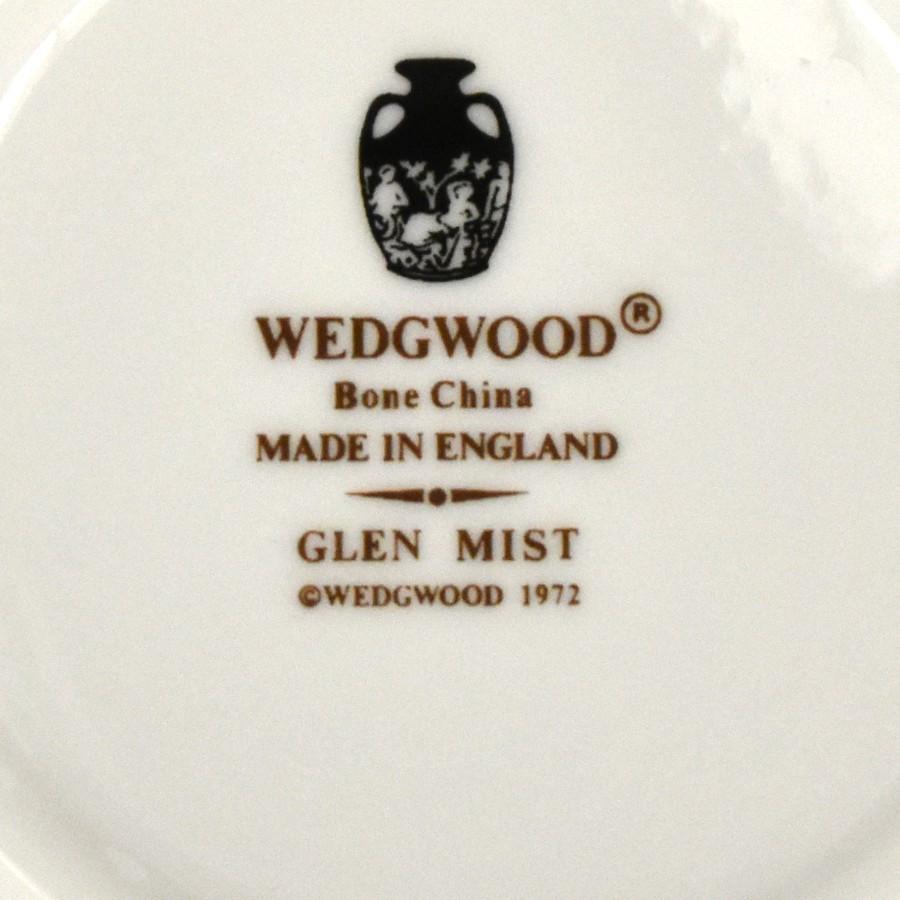 WEDGWOOD®
Bone China
MADE IN ENGLAND
GLEN MIST
©WEDGWOOD 1972